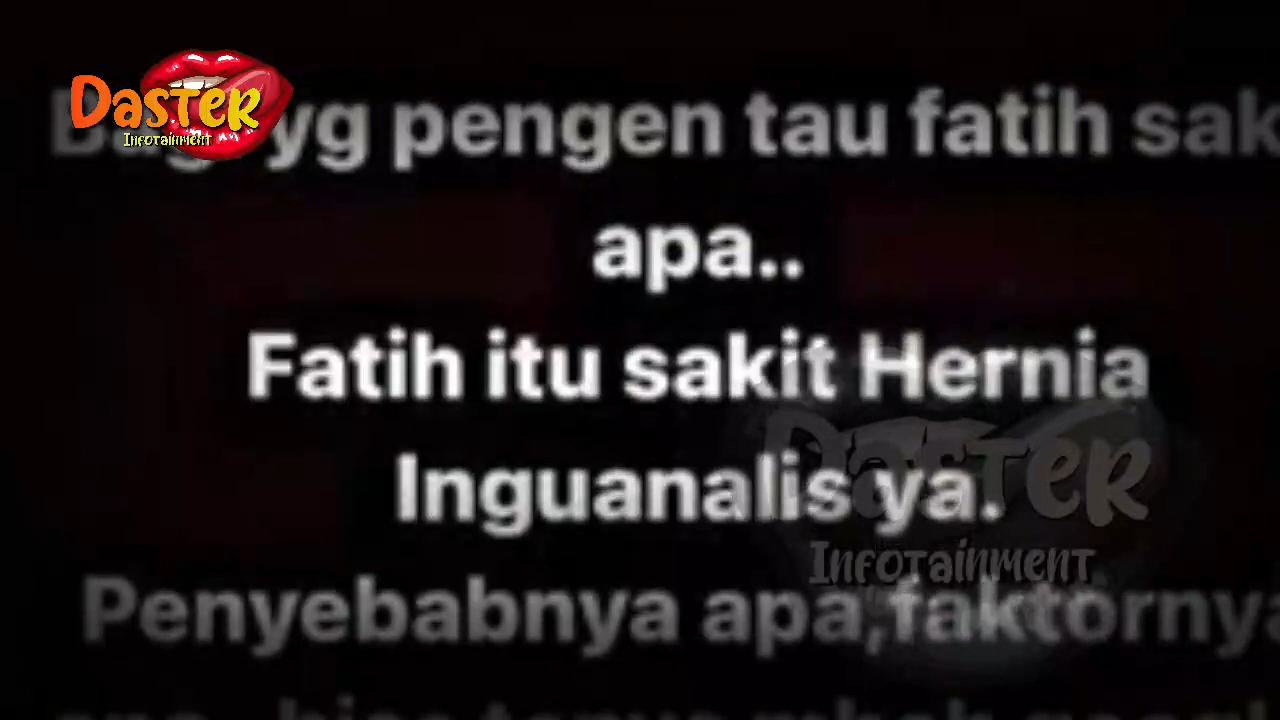 DASTER
INFOTAINMENT
yg pengen tau fatih sak
apa..
Fatih itu sakit Hernia
Inguanalis ya.
DASTER
INFOTAINMENT
Penyebabnya apa,faktornya